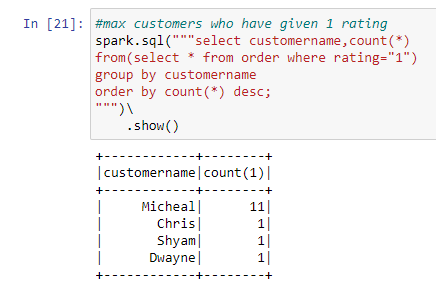 In [21]: #max customers who have given 1 rating
spark.sql("""select customername,count(*)
from(select * from order where rating="1")
group by customername
order by count(*) desc;
""")\
    .show()
+------------+--------+
|customername|count(1)|
+------------+--------+
|     Micheal|      11|
|       Chris|       1|
|       Shyam|       1|
|      Dwayne|       1|
+------------+--------+